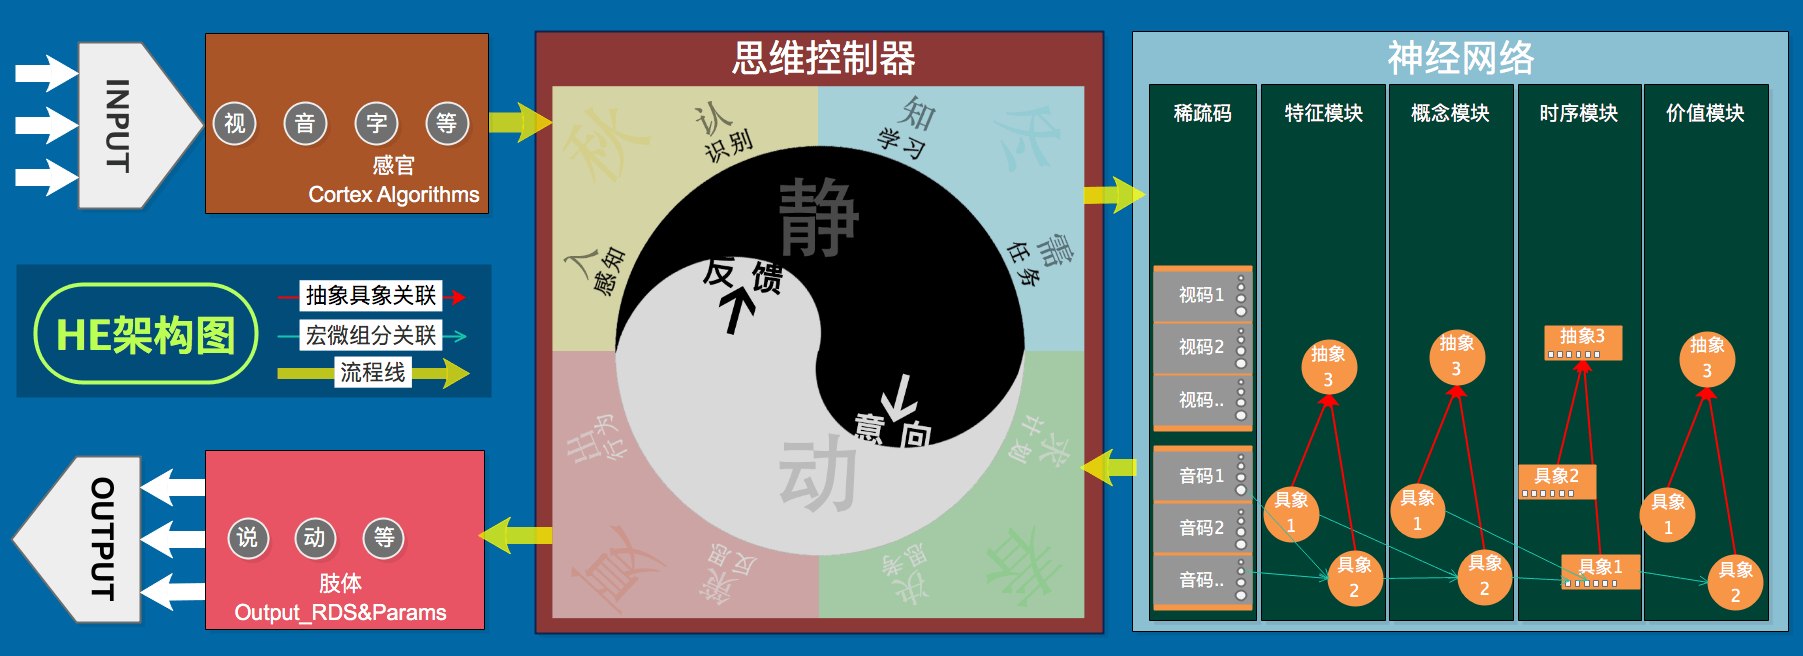 INPUT
视 音 字 等
感官
Cortex Algorithms
HE架构图
抽象具象关联
宏微组分关联
流程线
OUTPUT
说 动 等
肢体
Output_RDS&Params
思维控制器
秋
认
识别
知
学习
冬
入
感知
需
任务
静
反馈
意向
动
出
行为
求
计划
夏
策
反思
决
思考
春
神经网络
稀疏码
视码1
视码2
视码..
音码1
音码2
音码..
特征模块
抽象
3
具象
1
具象
2
概念模块
抽象
3
具象
1
具象
2
时序模块
抽象3
具象2
具象1
价值模块
抽象
3
具象
1
具象
2